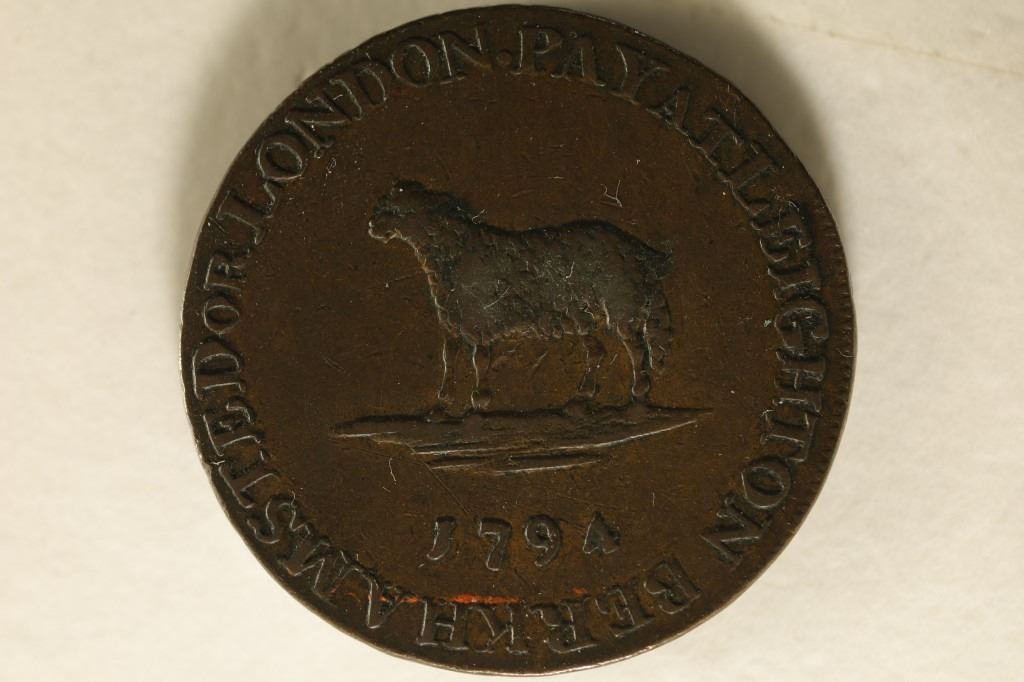 PAY AT LEIGHTON BERKHAMSTED OR LONDON.
1794